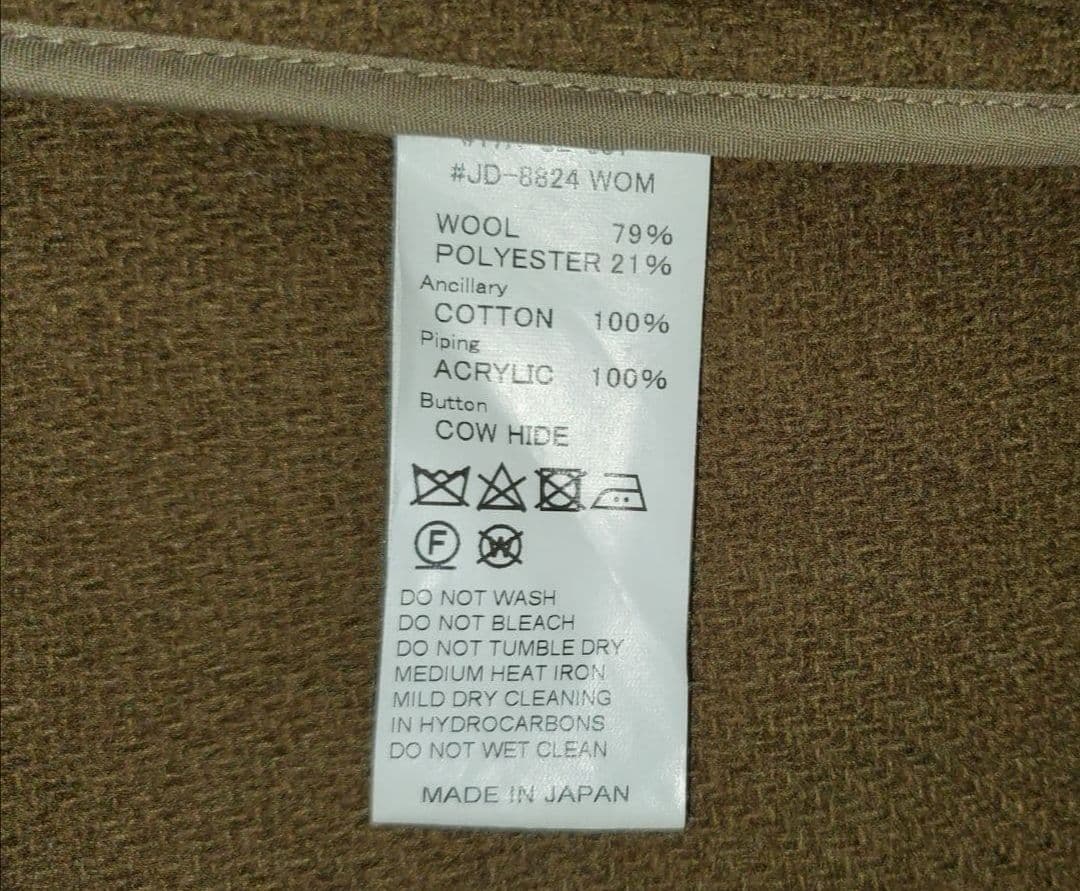 #JD-8824 WOM
WOOL 79%
POLYESTER 21%
Ancillary
COTTON 100%
Piping
ACRYLIC 100%
Button
COW HIDE
F W
DO NOT WASH
DO NOT BLEACH
DO NOT TUMBLE DRY
MEDIUM HEAT IRON
MILD DRY CLEANING
IN HYDROCARBONS
DO NOT WET CLEAN
MADE IN JAPAN